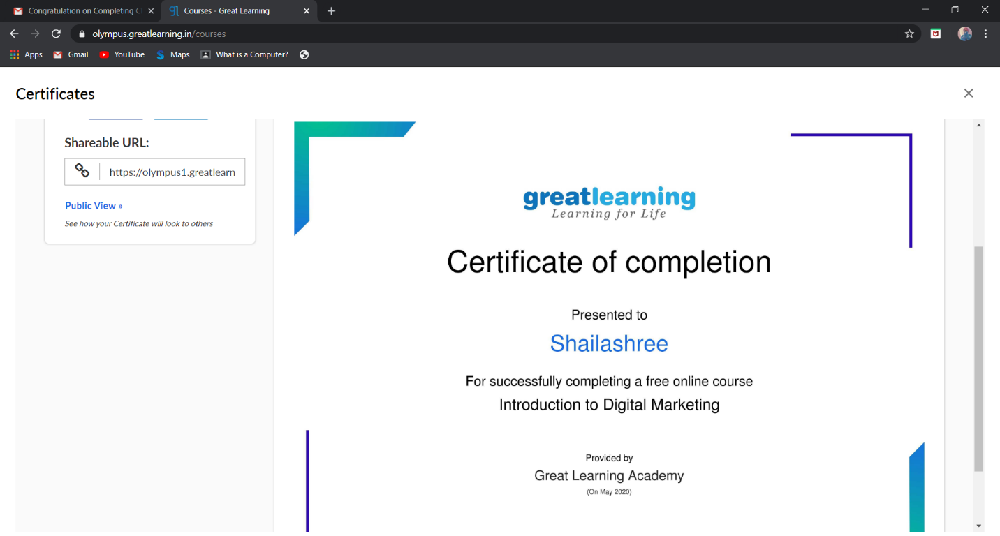 Congratulation on Completing C
Courses - Great Learning
olympus.greatlearning.in/courses
Apps
Gmail
YouTube
Maps
What is a Computer?
Certificates
Shareable URL:
https://olympus1.greatlearn
Public View »
See how your Certificate will look to others
greatlearning
Learning for Life
Certificate of completion
Presented to
Shailashree
For successfully completing a free online course
Introduction to Digital Marketing
Provided by
Great Learning Academy
(On May 2020)